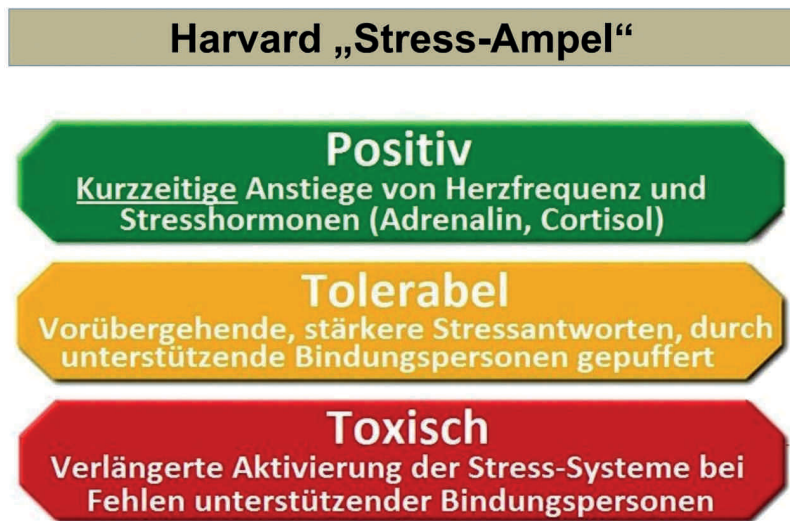 Harvard „Stress-Ampel“
Positiv
Kurzzeitige Anstiege von Herzfrequenz und
Stresshormonen (Adrenalin, Cortisol)
Tolerabel
Vorübergehende, stärkere Stressantworten, durch
unterstützende Bindungspersonen gepuffert
Toxisch
Verlängerte Aktivierung der Stress-Systeme bei
Fehlen unterstützender Bindungspersonen